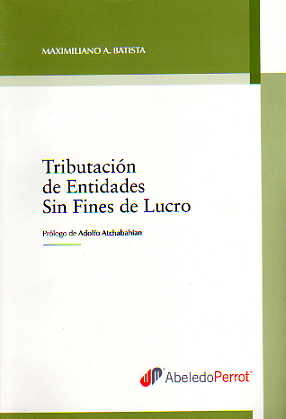 MAXIMILIANO A. BATISTA
Tributación
de Entidades
Sin Fines de Lucro
Prólogo de Adolfo Atchabahian
AbeledoPerrot®